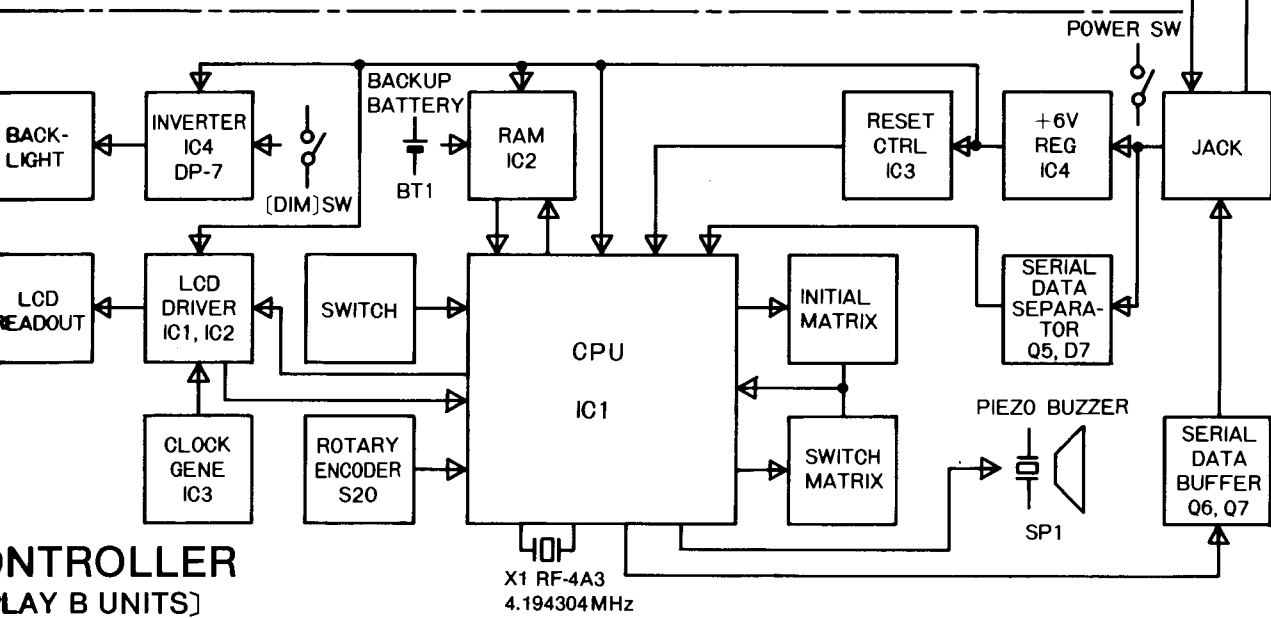 POWER SW
BACKUP
BATTERY
BT1
BACK-
LIGHT
INVERTER
IC4
DP-7
[DIM]SW
RAM
IC2
RESET
CTRL
IC3
+6V
REG
IC4
JACK
LCD
READOUT
LCD
DRIVER
IC1, IC2
SWITCH
CPU
IC1
INITIAL
MATRIX
SERIAL
DATA
SEPARA-
TOR
Q5, D7
CLOCK
GENE
IC3
ROTARY
ENCODER
S20
SWITCH
MATRIX
PIEZO BUZZER
SP1
SERIAL
DATA
BUFFER
Q6, Q7
X1 RF-4A3
4.194304MHz
ONTROLLER
PLAY B UNITS]